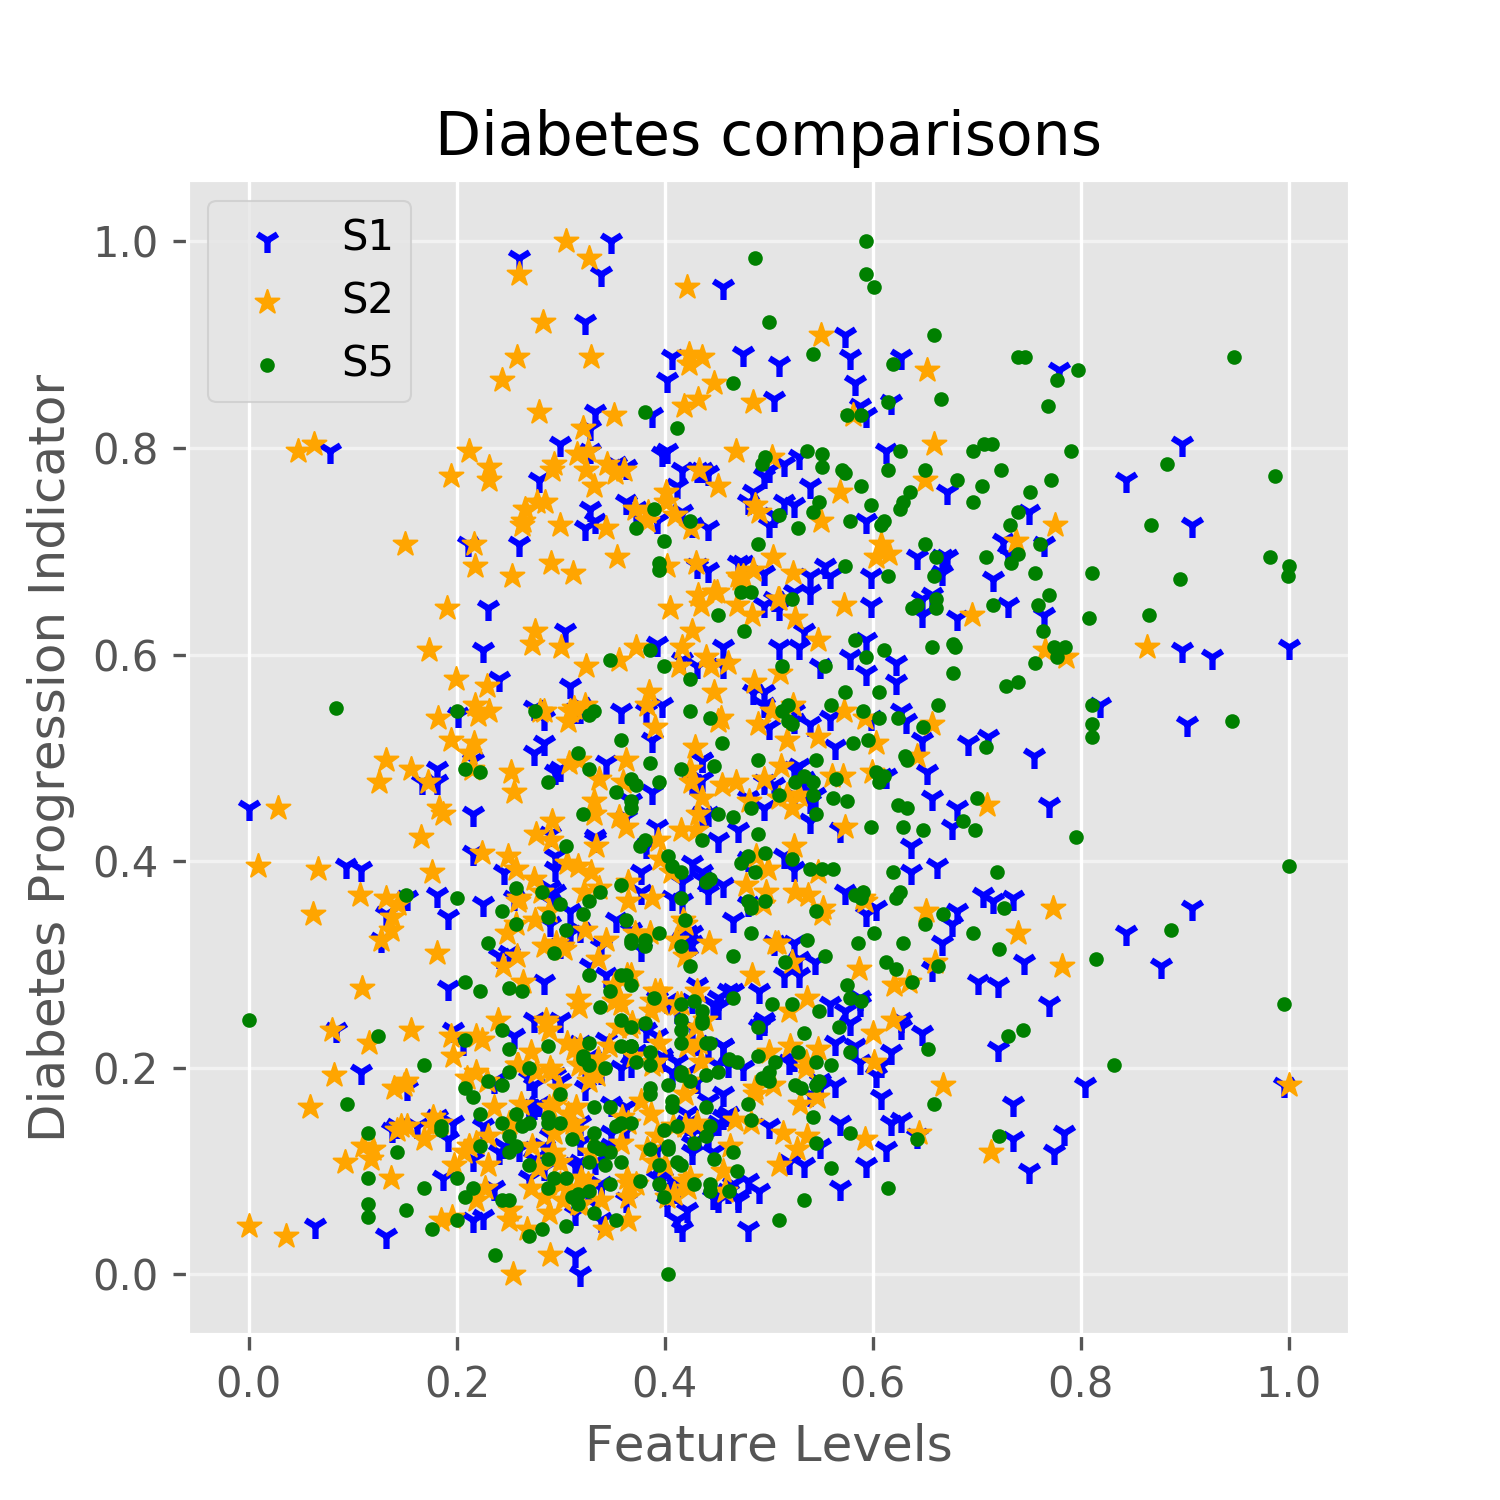 Diabetes comparisons
S1
S2
S5
Diabetes Progression Indicator
1.0
0.8
0.6
0.4
0.2
0.0
0.0 0.2 0.4 0.6 0.8 1.0
Feature Levels